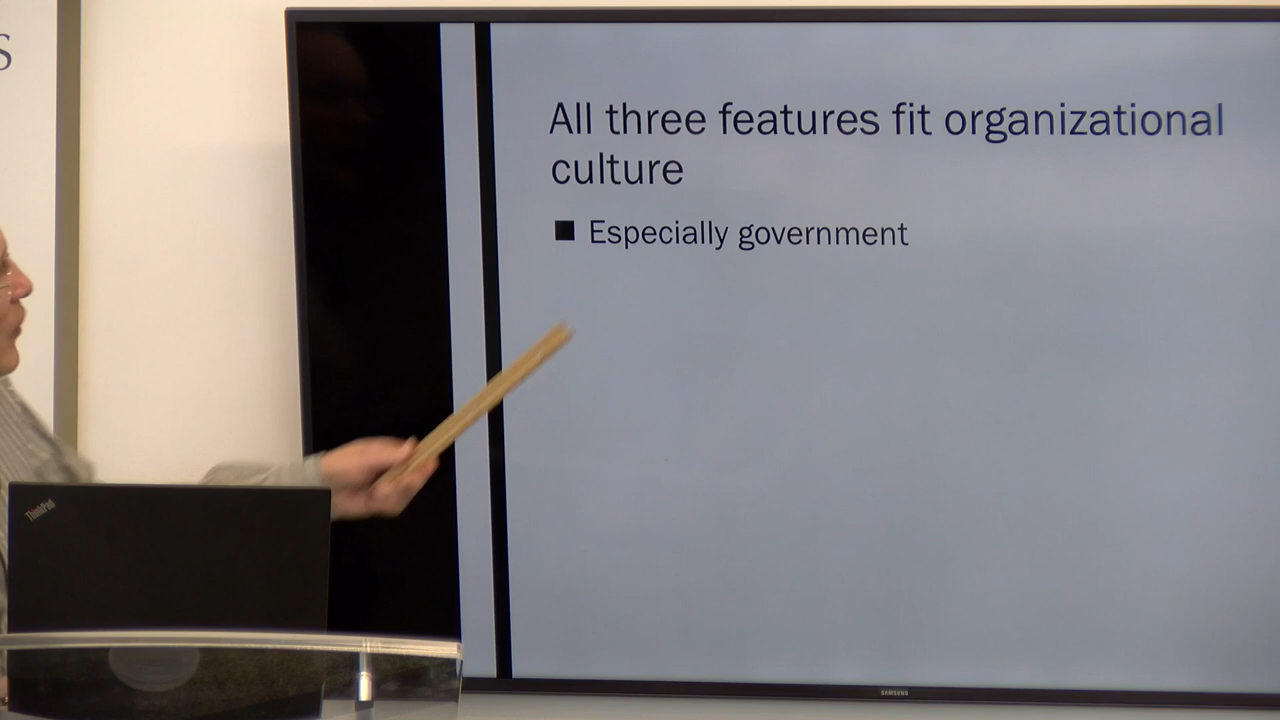 S
All three features fit organizational
culture
Especially government
ThinkPad
SAMSUNG